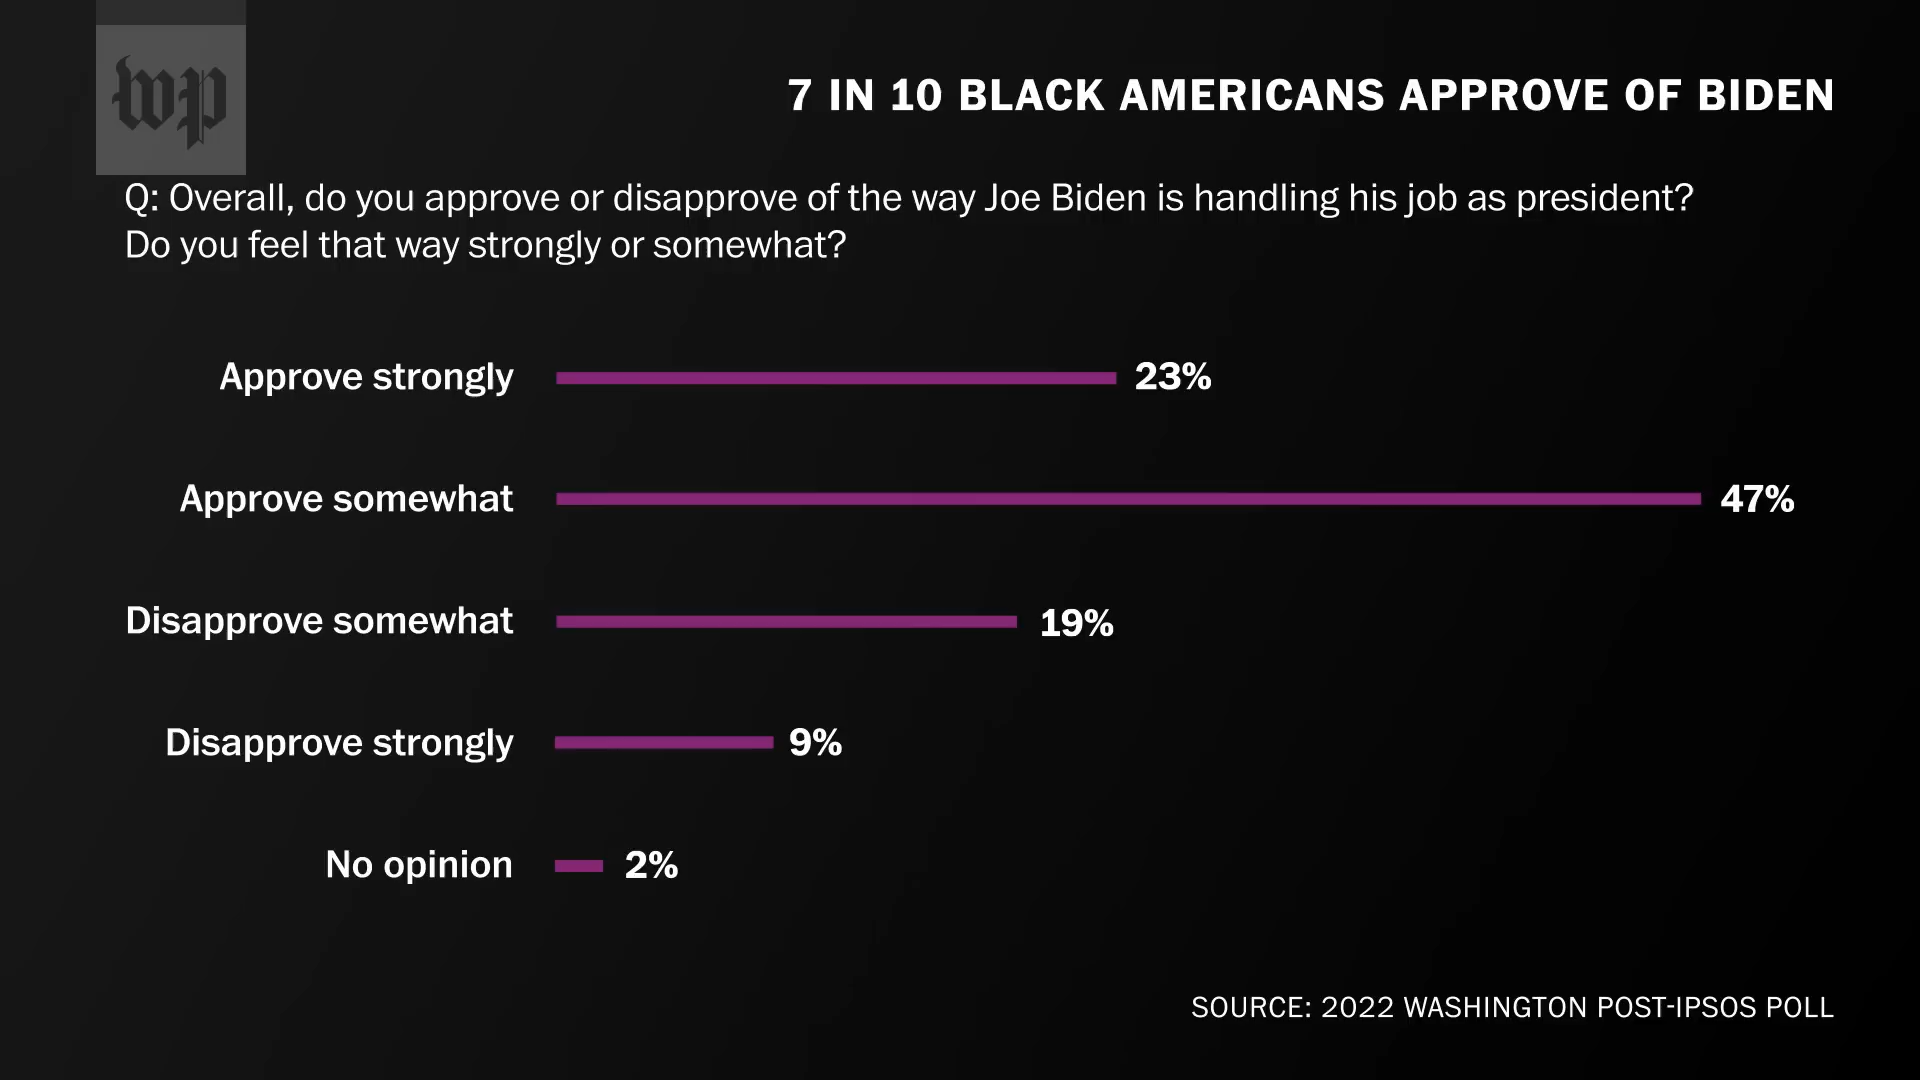 wp
7 IN 10 BLACK AMERICANS APPROVE OF BIDEN
Q: Overall, do you approve or disapprove of the way Joe Biden is handling his job as president?
Do you feel that way strongly or somewhat?
Approve strongly 23%
Approve somewhat 47%
Disapprove somewhat 19%
Disapprove strongly 9%
No opinion 2%
SOURCE: 2022 WASHINGTON POST-IPSOS POLL